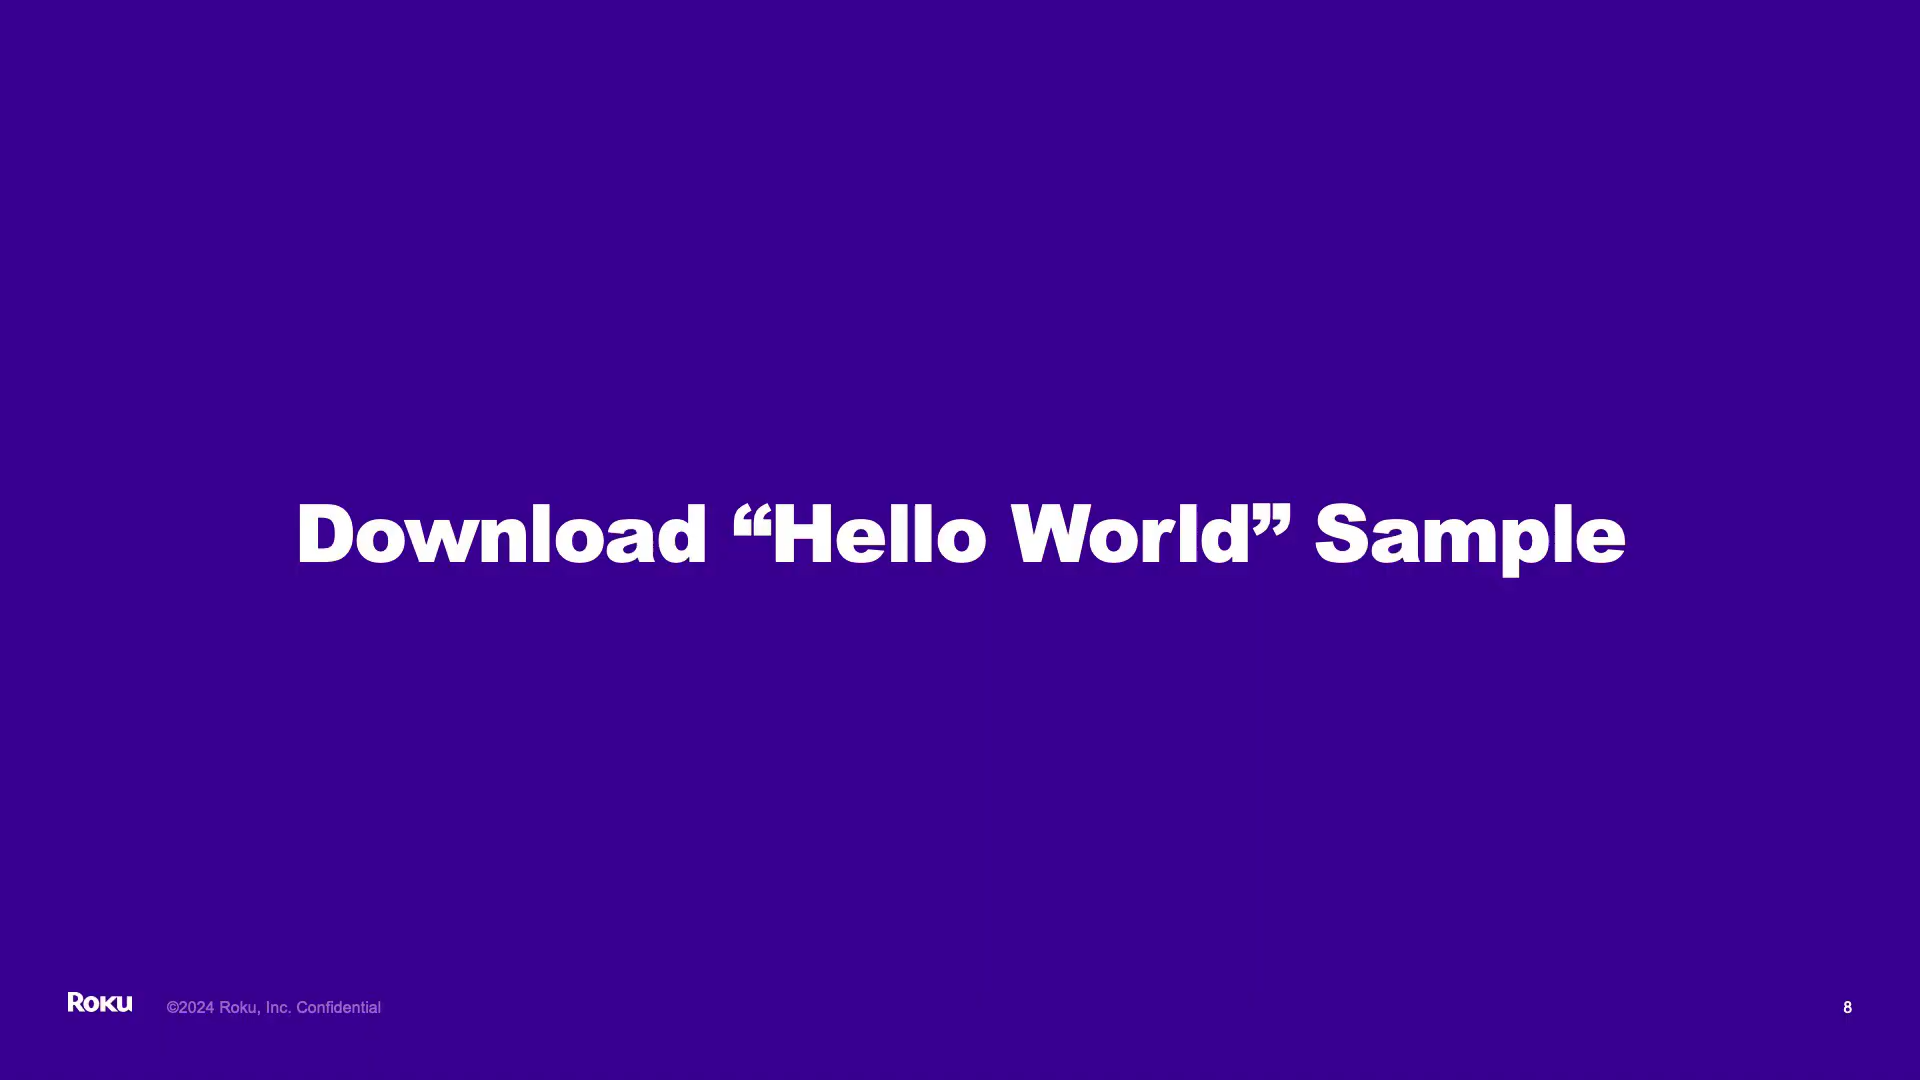 Download “Hello World” Sample
Roku ©2024 Roku, Inc. Confidential 8